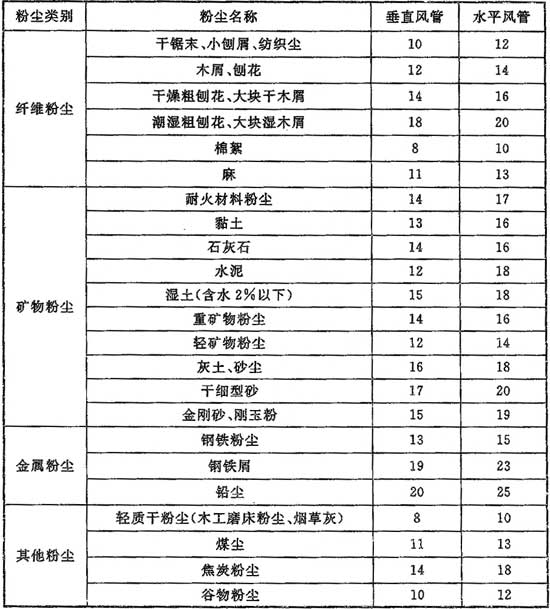 粉尘类别 粉尘名称 垂直风管 水平风管
纤维粉尘 干锯末、小刨屑、纺织尘 10 12
木屑、刨花 12 14
干燥粗刨花、大块干木屑 14 16
潮湿粗刨花、大块湿木屑 18 20
棉絮 8 10
麻 11 13
矿物粉尘 耐火材料粉尘 14 17
黏土 13 16
石灰石 14 16
水泥 12 18
湿土(含水2%以下) 15 18
重矿物粉尘 14 16
轻矿物粉尘 12 14
灰土、砂尘 16 18
干细型砂 17 20
金刚砂、刚玉粉 15 19
金属粉尘 钢铁粉尘 13 15
钢铁屑 19 23
铅尘 20 25
其他粉尘 轻质干粉尘(木工磨床粉尘、烟草灰) 8 10
煤尘 11 13
焦炭粉尘 14 18
谷物粉尘 10 12